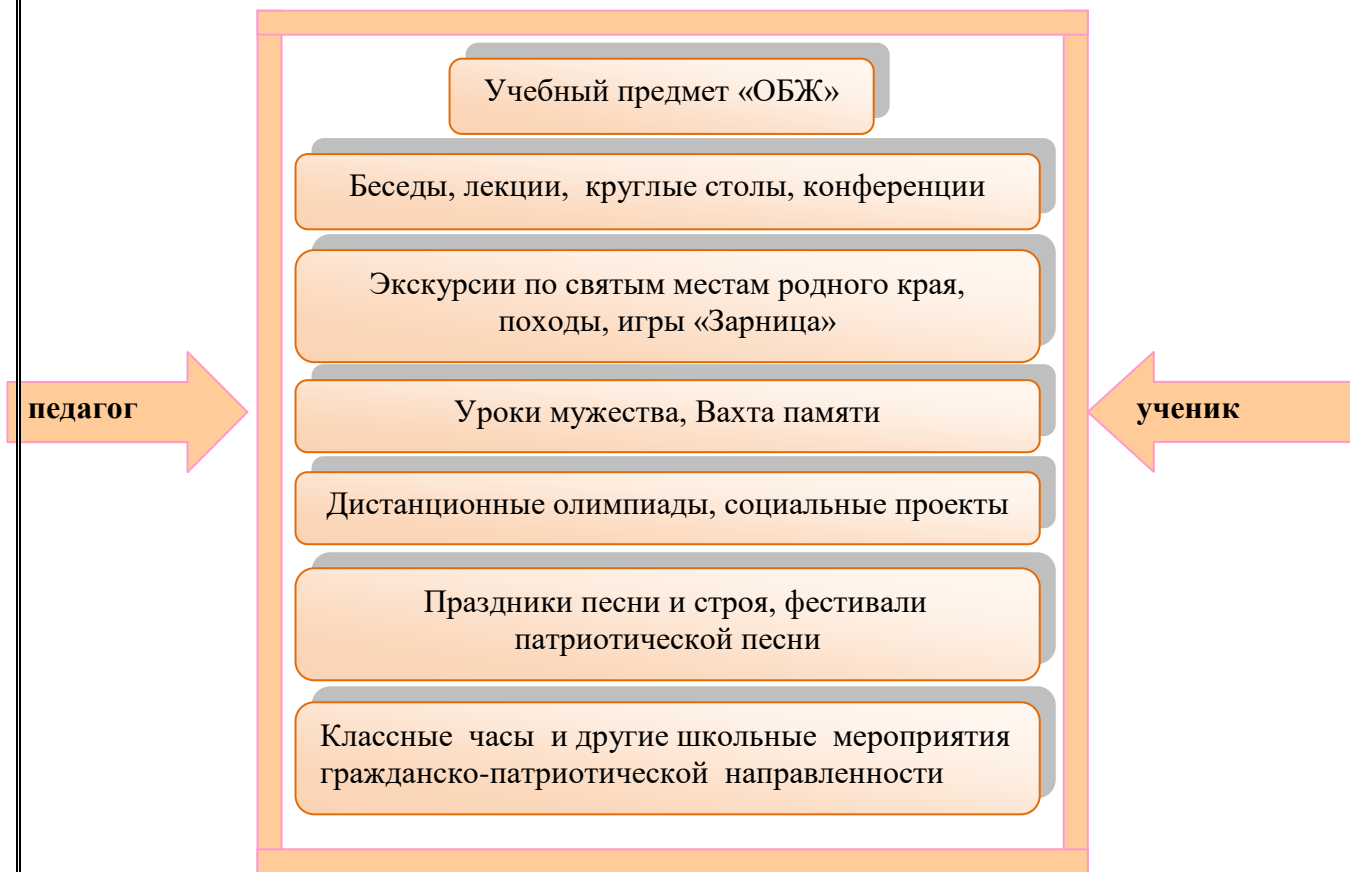 Учебный предмет «ОБЖ»
Беседы, лекции, круглые столы, конференции
Экскурсии по святым местам родного края,
походы, игры «Зарница»
педагог
Уроки мужества, Вахта памяти
ученик
Дистанционные олимпиады, социальные проекты
Праздники песни и строя, фестивали
патриотической песни
Классные часы и другие школьные мероприятия
гражданско-патриотической направленности